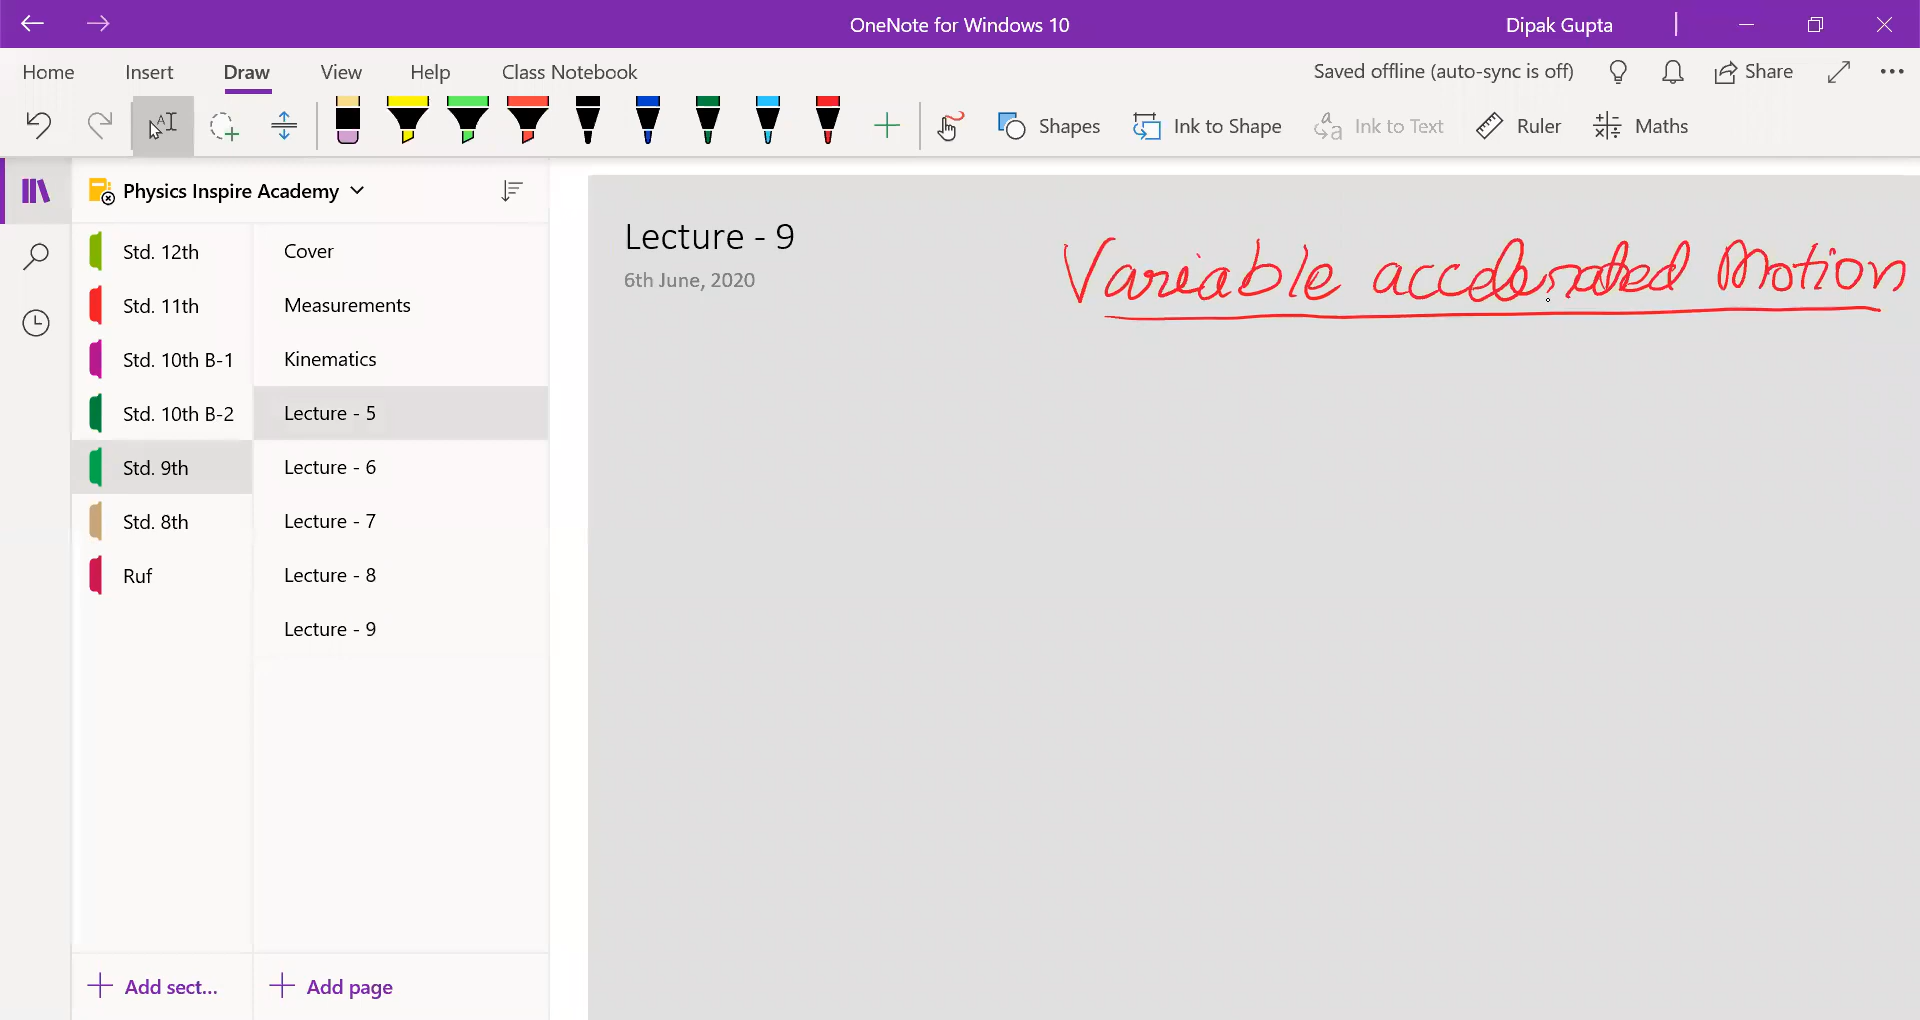 OneNote for Windows 10
Dipak Gupta
Home Insert Draw View Help Class Notebook
Saved offline (auto-sync is off) Share
Shapes Ink to Shape Ink to Text Ruler Maths
Physics Inspire Academy
Std. 12th
Std. 11th
Std. 10th B-1
Std. 10th B-2
Std. 9th
Std. 8th
Ruf
Add sect...
Cover
Measurements
Kinematics
Lecture - 5
Lecture - 6
Lecture - 7
Lecture - 8
Lecture - 9
Add page
Lecture - 9
6th June, 2020
Variable accelerated Motion